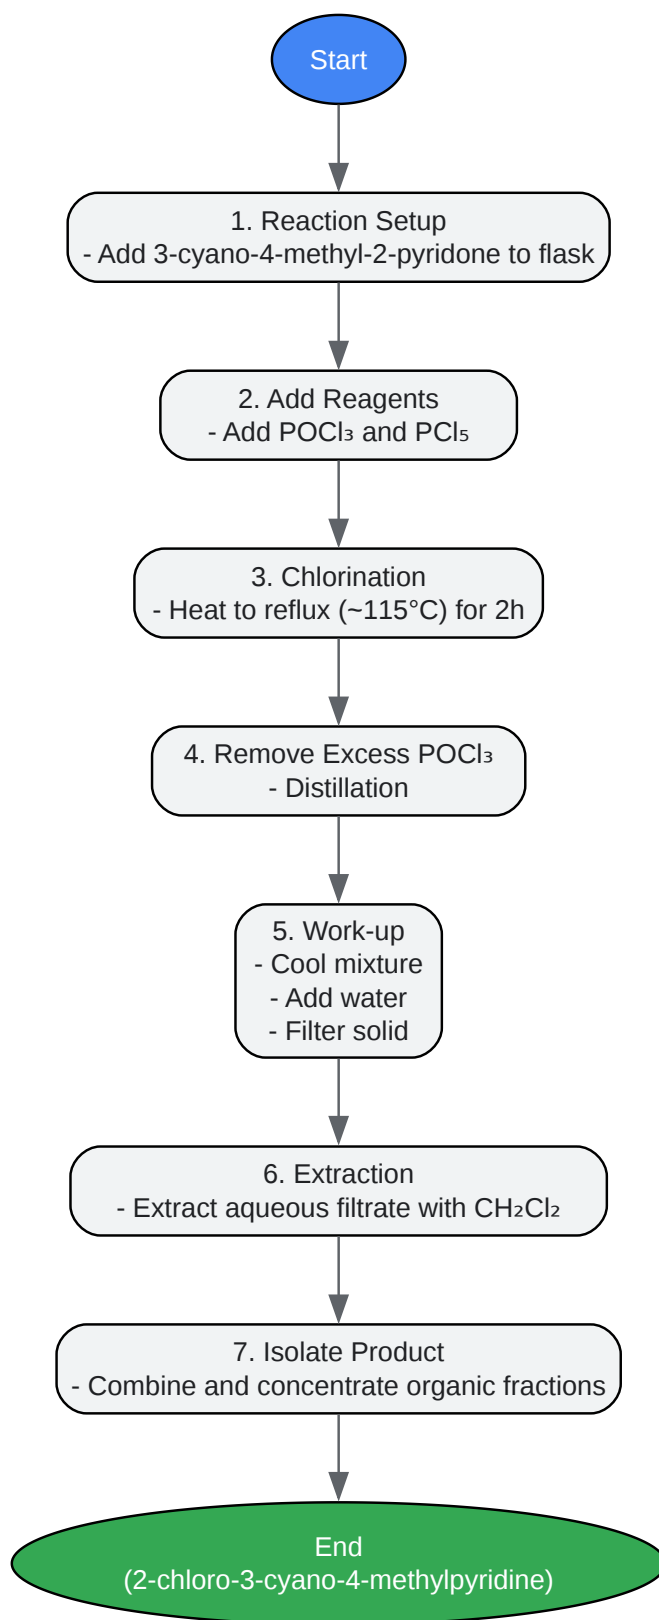 Start
1. Reaction Setup
- Add 3-cyano-4-methyl-2-pyridone to flask
2. Add Reagents
- Add POCl₃ and PCl₅
3. Chlorination
- Heat to reflux (~115°C) for 2h
4. Remove Excess POCl₃
- Distillation
5. Work-up
- Cool mixture
- Add water
- Filter solid
6. Extraction
- Extract aqueous filtrate with CH₂Cl₂
7. Isolate Product
- Combine and concentrate organic fractions
End
(2-chloro-3-cyano-4-methylpyridine)